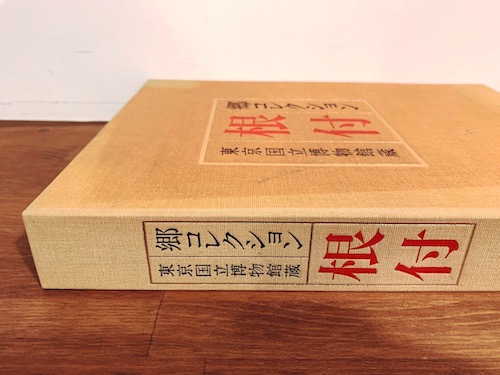 郷コレクション
根付
東京国立博物館蔵
郷コレクション
東京国立博物館蔵
根付